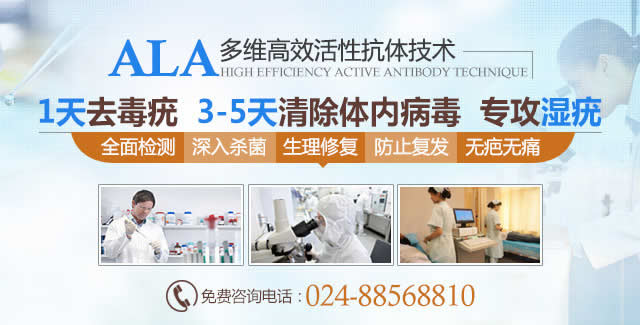 ALA多维高效活性抗体技术
HIGH EFFICIENCY ACTIVE ANTIBODY TECHNIQUE
1天去毒疣 3-5天清除体内病毒 专攻湿疣
全面检测 深入杀菌 生理修复 防止复发 无疤无痛
免费咨询电话：024-88568810